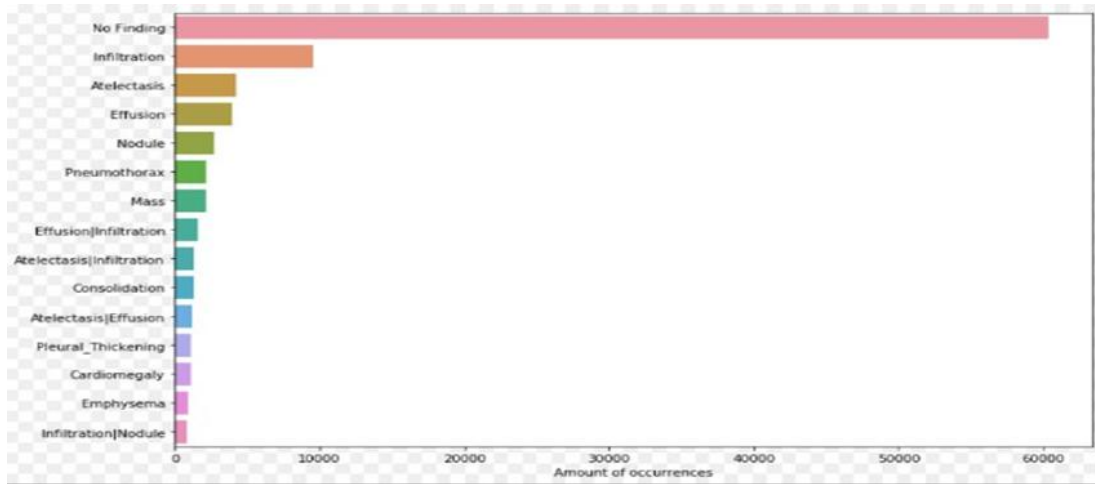 No Finding
Infiltration
Atelectasis
Effusion
Nodule
Pneumothorax
Mass
Effusion|Infiltration
Atelectasis|Infiltration
Consolidation
Atelectasis|Effusion
Pleural_Thickening
Cardiomegaly
Emphysema
Infiltration|Nodule
0 10000 20000 30000 40000 50000 60000
Amount of occurrences